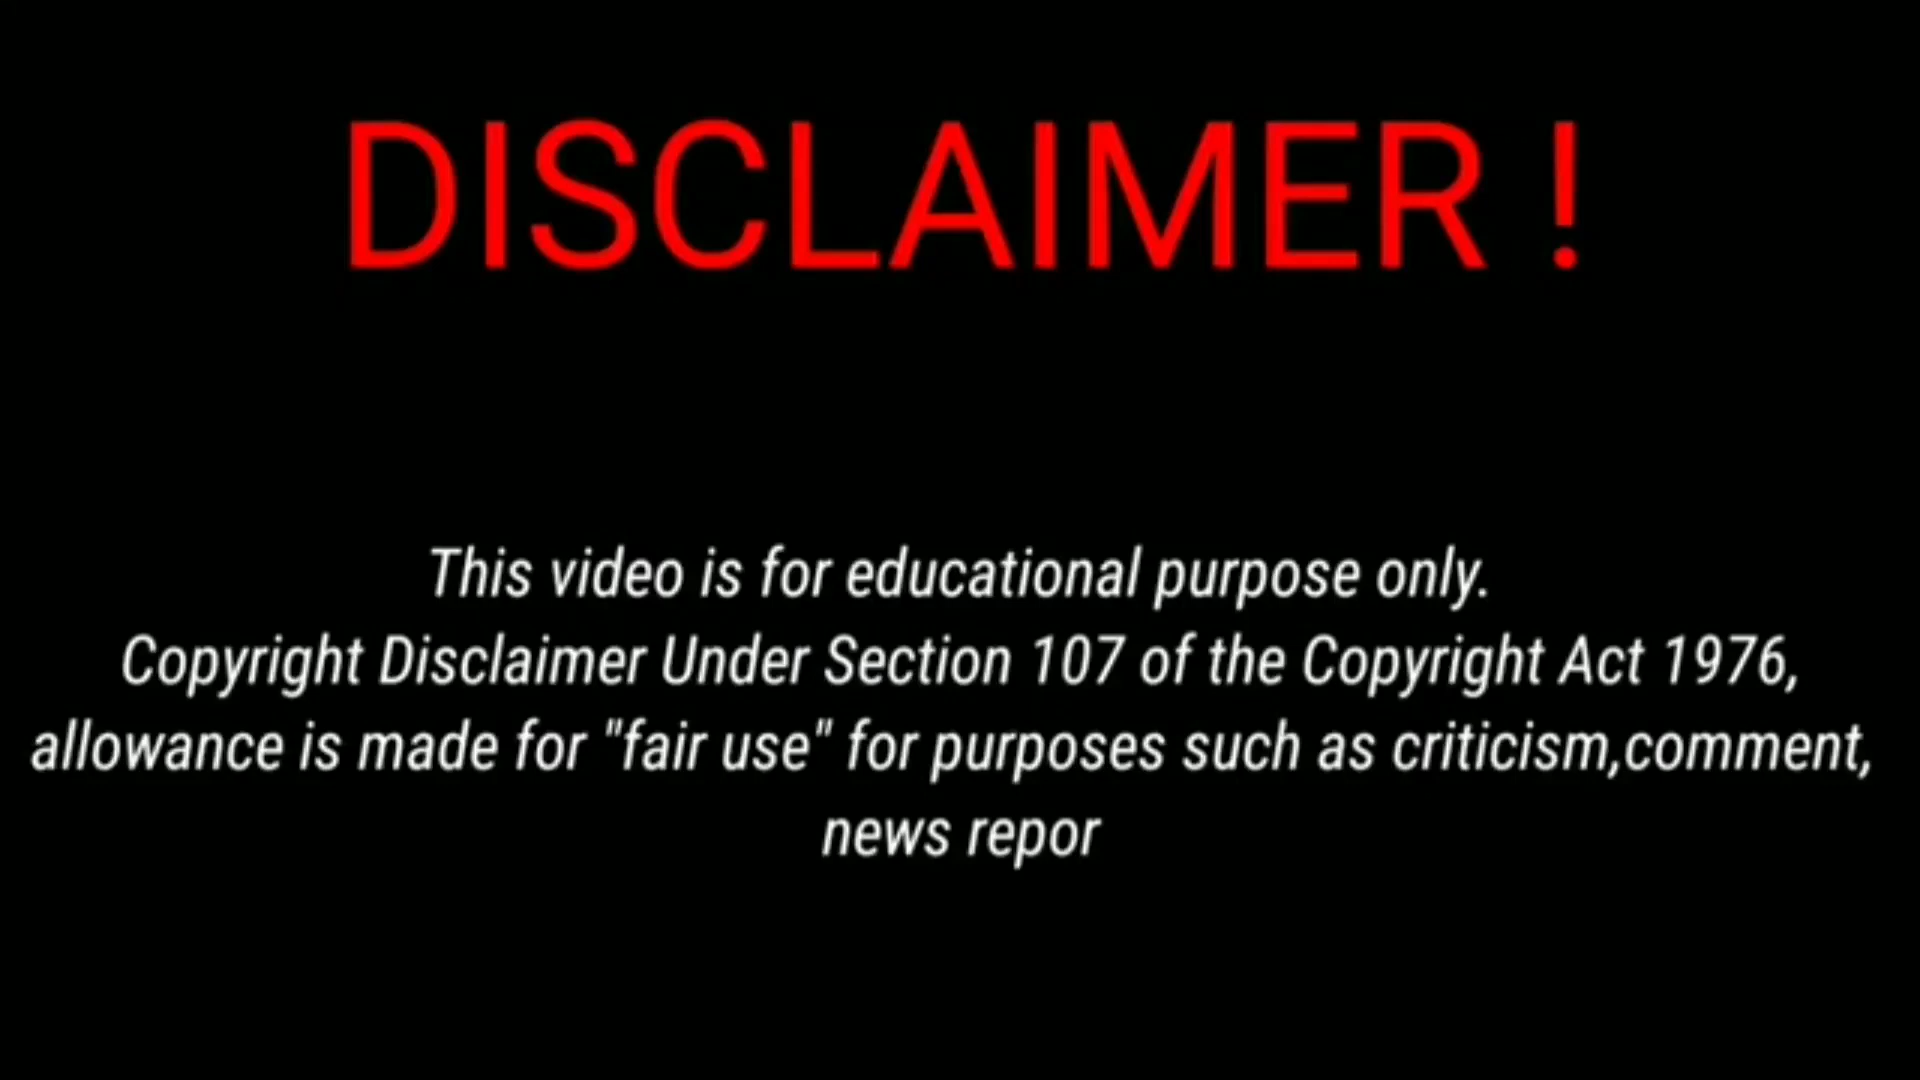 DISCLAIMER !
This video is for educational purpose only.
Copyright Disclaimer Under Section 107 of the Copyright Act 1976,
allowance is made for "fair use" for purposes such as criticism,comment,
news repor